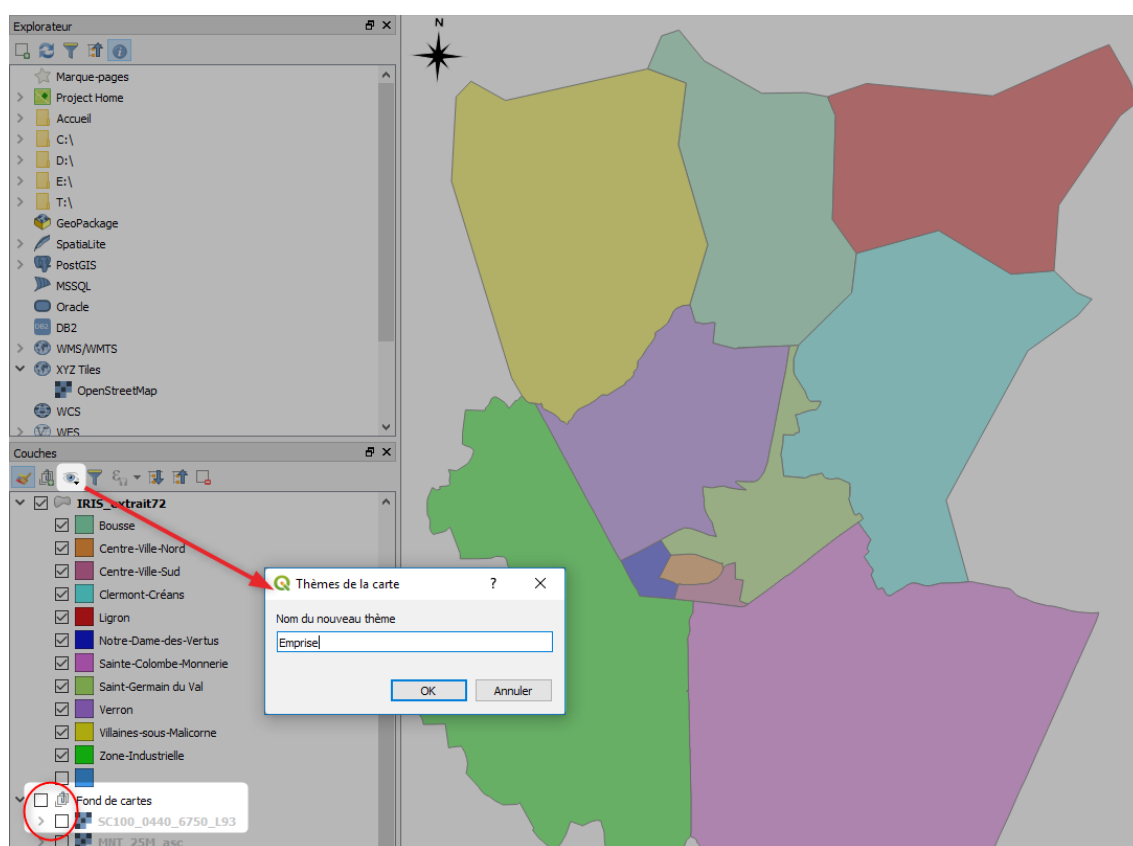 Explorateur
Marque-pages
Project Home
Accueil
C:\
D:\
E:\
T:\
GeoPackage
SpatiaLite
PostGIS
MSSQL
Oracle
DB2
DB2
WMS/WMTS
XYZ Tiles
OpenStreetMap
WCS
WFS
Couches
IRIS_extrait72
Bousse
Centre-Ville-Nord
Centre-Ville-Sud
Clermont-Créans
Ligron
Notre-Dame-des-Vertus
Sainte-Colombe-Monnerie
Saint-Germain du Val
Verron
Villaines-sous-Malicorne
Zone-Industrielle
Fond de cartes
SC100_0440_6750_L93
MNT_25M_asc
N
Thèmes de la carte
Nom du nouveau thème
Emprise
OK Annuler